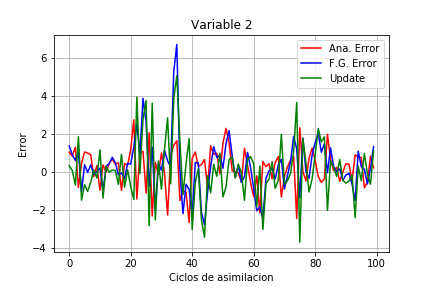 Variable 2
Ana. Error
F.G. Error
Update
Error
6
4
2
0
−2
−4
0
20
40
60
80
100
Ciclos de asimilacion